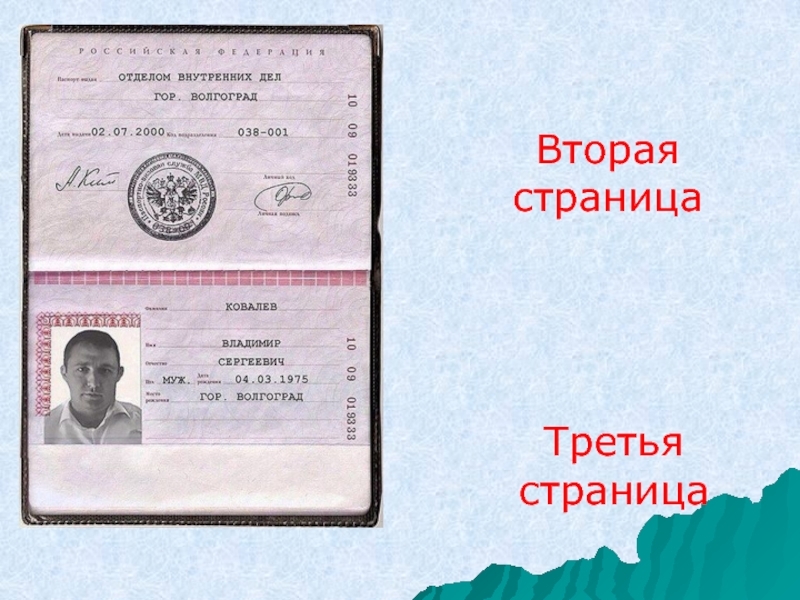 РОССИЙСКАЯ ФЕДЕРАЦИЯ
Паспорт выдан ОТДЕЛОМ ВНУТРЕННИХ ДЕЛ
ГОР. ВОЛГОГРАД
Дата выдачи 02.07.2000 Код подразделения 038-001
Личный код
Личная подпись
10 09 019333
Фамилия КОВАЛЕВ
Имя ВЛАДИМИР
Отчество СЕРГЕЕВИЧ
Пол МУЖ. Дата рождения 04.03.1975
Место рождения ГОР. ВОЛГОГРАД
10 09 019333
Вторая
страница
Третья
страница